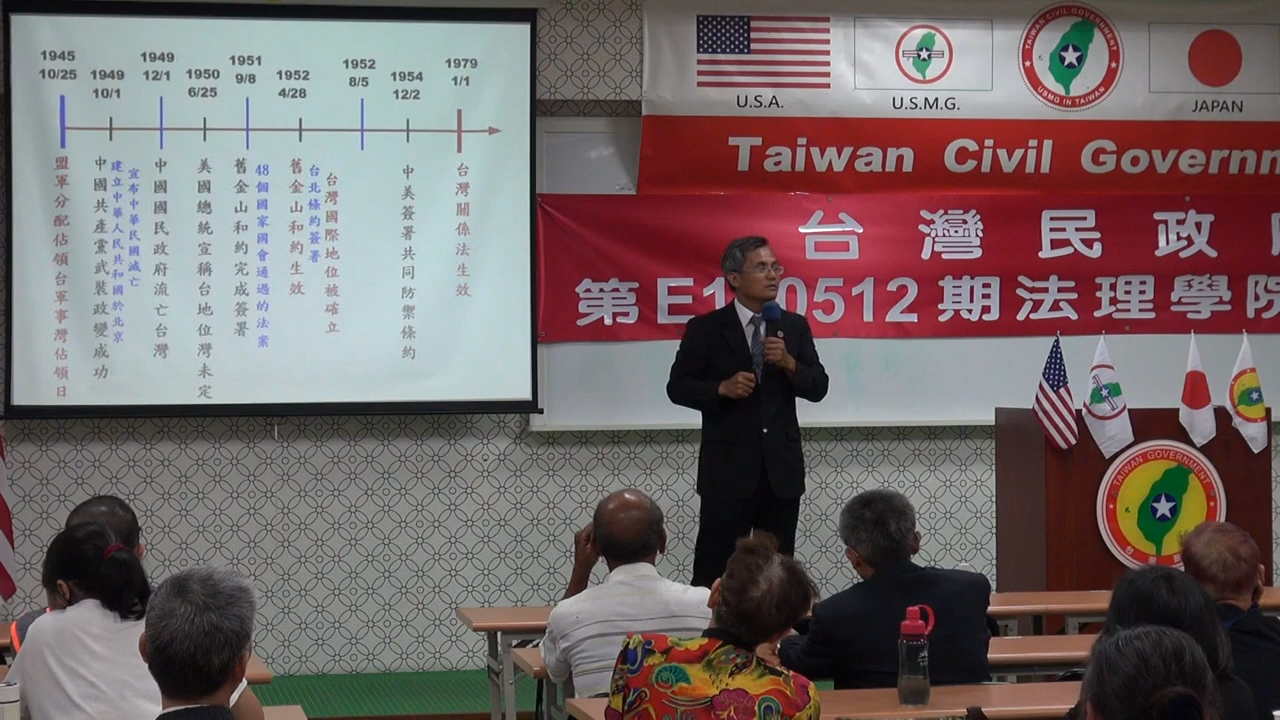 1945
10/25
1949
10/1
1949
12/1
1950
6/25
1951
9/8
1952
4/28
1952
8/5
1954
12/2
1979
1/1
盟軍分配佔領台軍事灣佔領日
中國共產黨武裝政變成功
建立中華人民共和國於北京
宣布中華民國滅亡
中國國民政府流亡台灣
美國總統宣稱台地位灣未定
舊金山和約完成簽署
48個國家國會通過的法案
舊金山和約生效
台北條約簽署
台灣國際地位被確立
中美簽署共同防禦條約
台灣關係法生效
U.S.A.
U.S.M.G.
TAIWAN CIVIL GOVERNMENT
USMG IN TAIWAN
JAPAN
Taiwan Civil Governm
台灣民政
第E1 0512期法理學院
TAIWAN GOVERNMENT